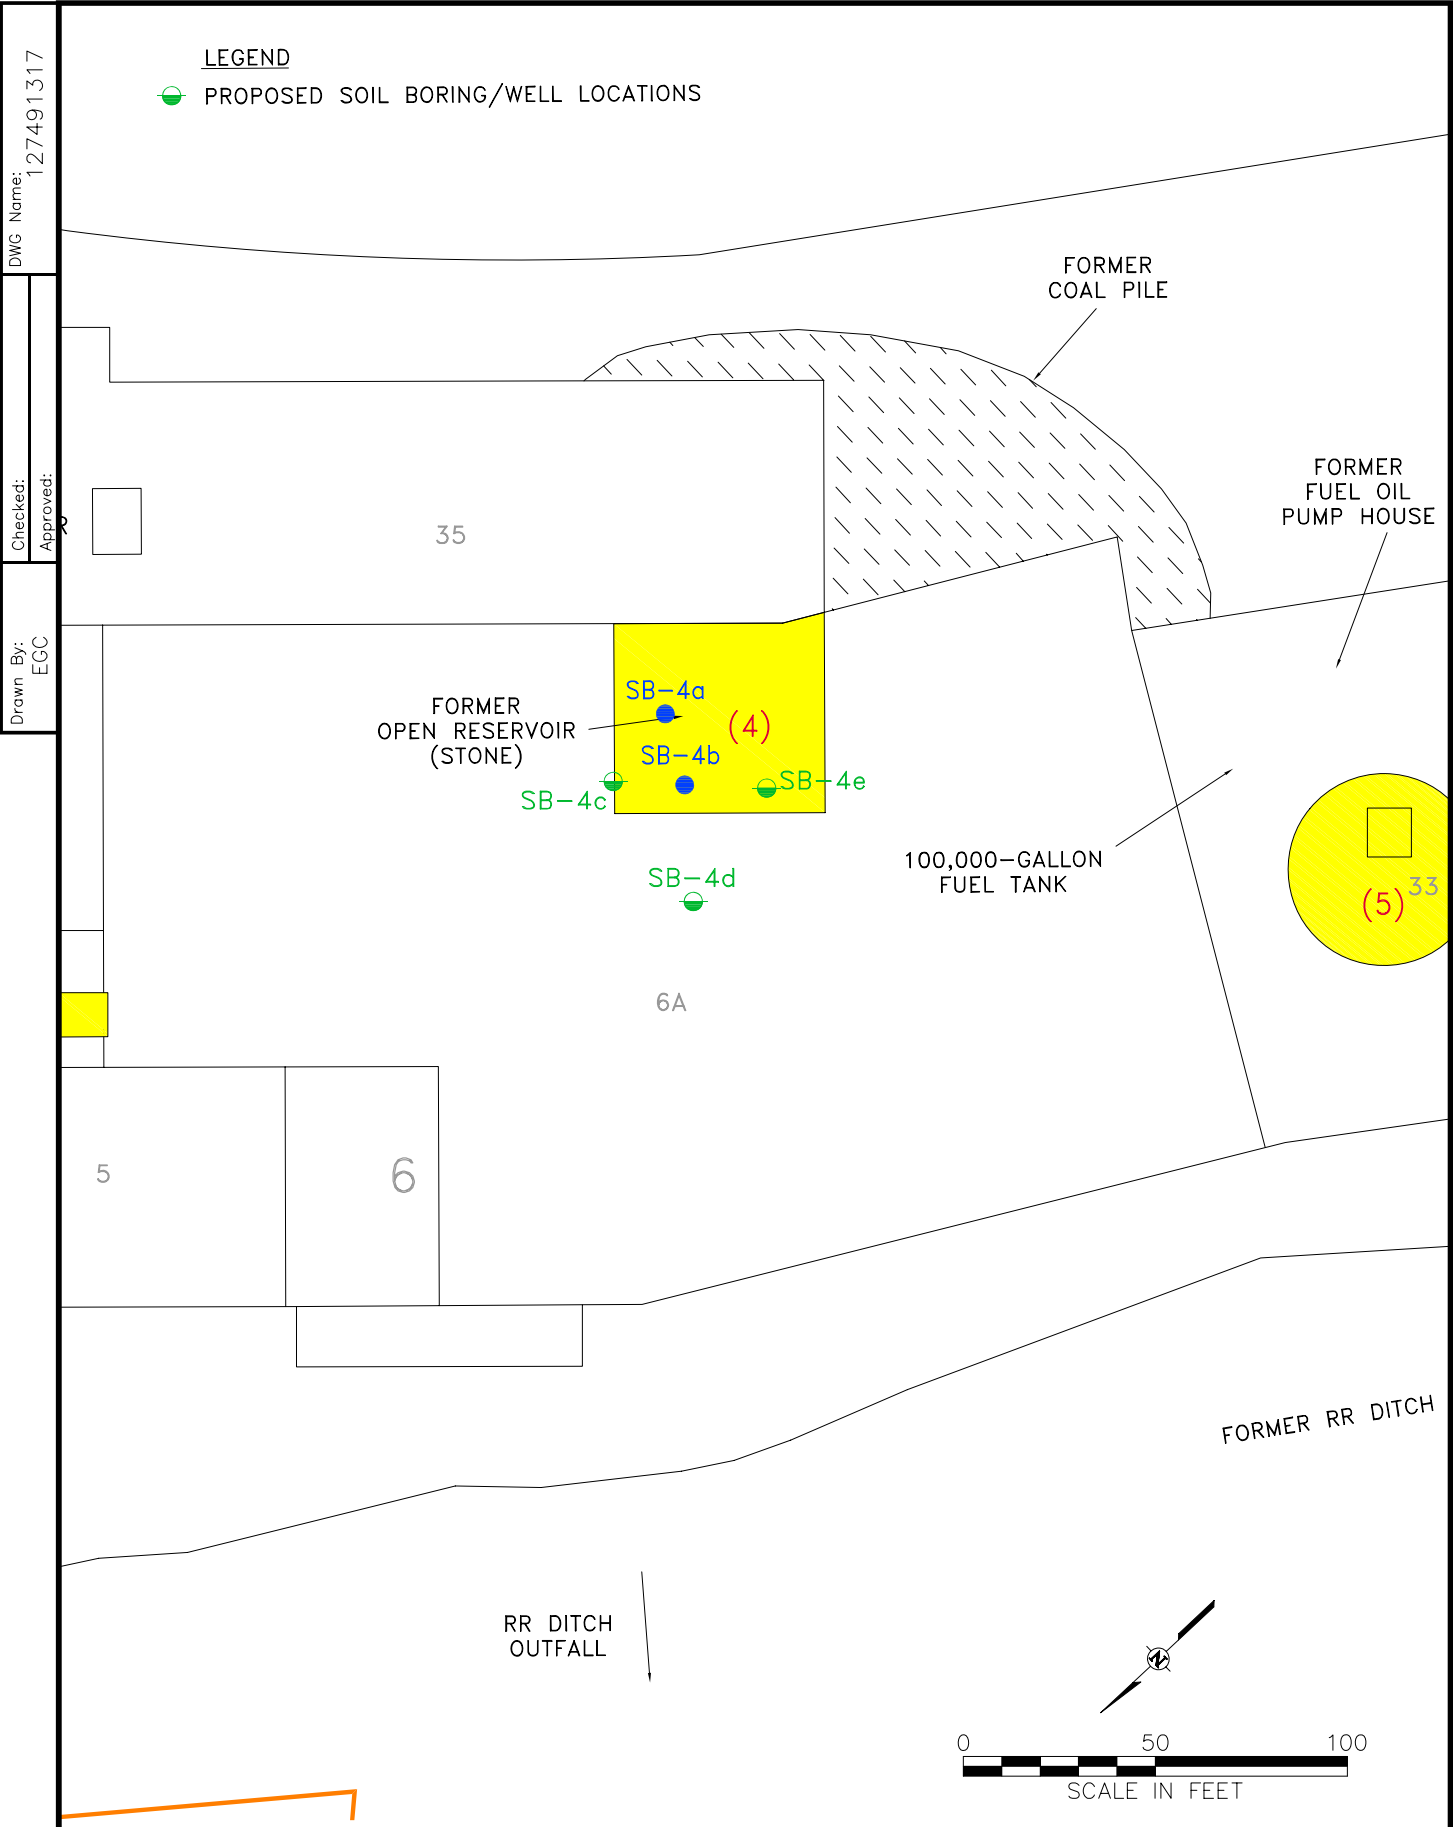 LEGEND
PROPOSED SOIL BORING/WELL LOCATIONS
DWG Name:
127491317
Checked:
Approved:
Drawn By:
EGC
FORMER
COAL PILE
FORMER
FUEL OIL
PUMP HOUSE
35
R
SB-4a
FORMER
OPEN RESERVOIR
(STONE)
(4)
SB-4b
SB-4c
SB-4e
SB-4d
100,000-GALLON
FUEL TANK
33
(5)
6A
5
6
FORMER RR DITCH
RR DITCH
OUTFALL
N
0 50 100
SCALE IN FEET